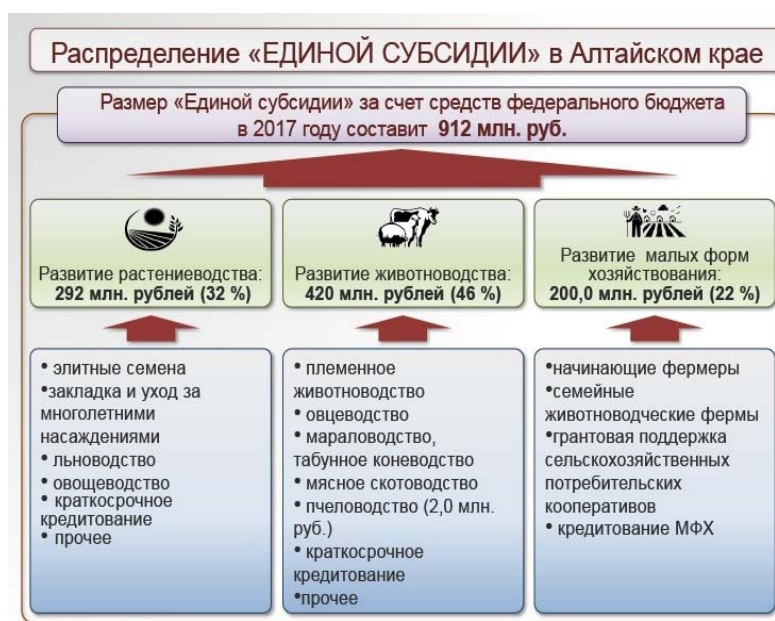 Распределение «ЕДИНОЙ СУБСИДИИ» в Алтайском крае
Размер «Единой субсидии» за счет средств федерального бюджета
в 2017 году составит 912 млн. руб.
Развитие растениеводства:
292 млн. рублей (32 %)
Развитие животноводства:
420 млн. рублей (46 %)
Развитие малых форм
хозяйствования:
200,0 млн. рублей (22 %)
• элитные семена
•закладка и уход за
многолетними
насаждениями
• льноводство
• овощеводство
• краткосрочное
кредитование
• прочее
• племенное
животноводство
• овцеводство
• мараловодство,
табунное коневодство
• мясное скотоводство
• пчеловодство (2,0 млн.
руб.)
• краткосрочное
кредитование
•прочее
•начинающие фермеры
•семейные
животноводческие фермы
•грантовая поддержка
сельскохозяйственных
потребительских
кооперативов
• кредитование МФХ